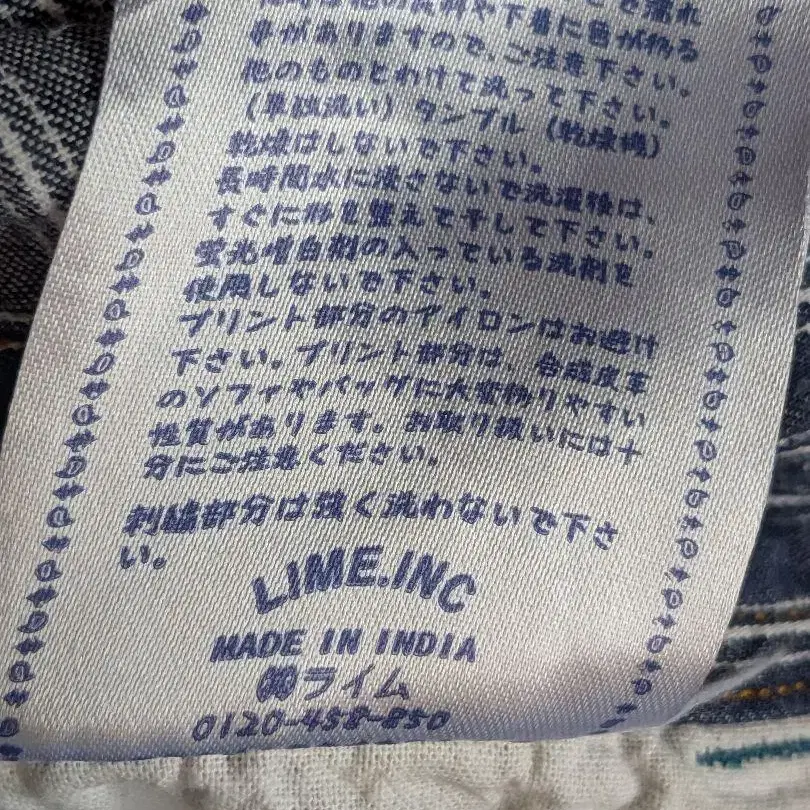 や下着に色が移る
事がありますので、ご注意下さい。
他のものとわけて洗って下さい。
(単独洗い) タンブル (乾燥機)
乾燥はしないで下さい。
長時間水に浸さないで洗濯後は、
すぐに形を整えて干して下さい。
蛍光増白剤の入っている洗剤を
使用しないで下さい。
プリント部分のアイロンはお避け
下さい。プリント部分は、合成皮革
のソファやバッグに大変移りやすい
性質があります。お取り扱いには十
分にご注意ください。
刺繍部分は強く洗わないで下さ
い。
LIME.INC
MADE IN INDIA
㈱ライム
0120-458-850